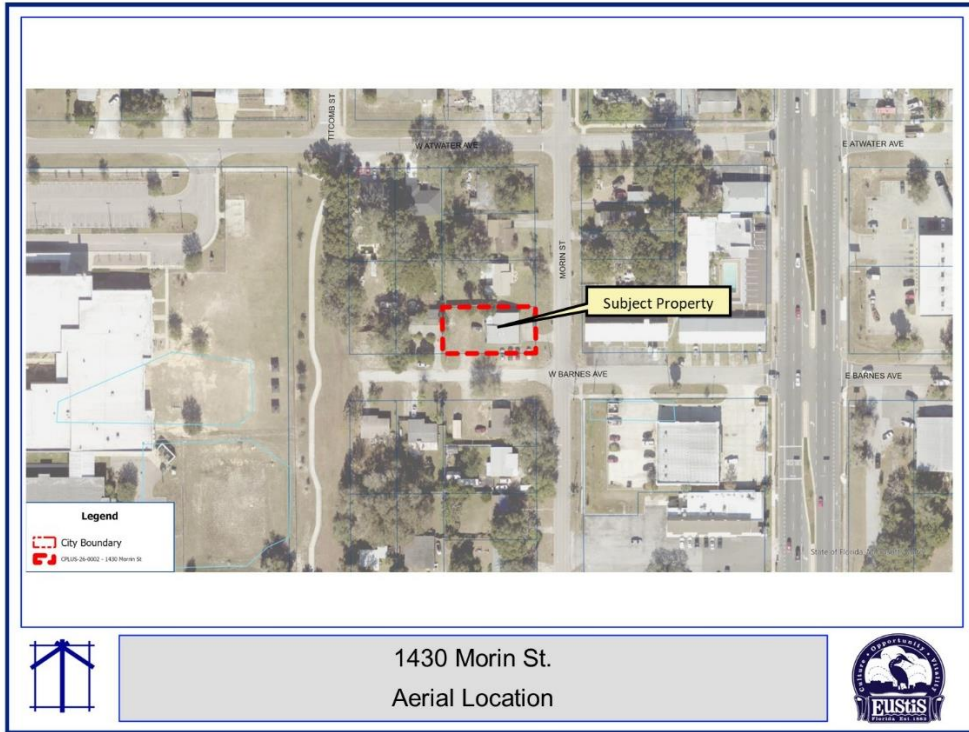 TITCOMB ST
W ATWATER AVE
E ATWATER AVE
MORIN ST
Subject Property
W BARNES AVE
E BARNES AVE
Legend
City Boundary
CPLUS-26-0002 - 1430 Morrin St
State of Florida
1430 Morin St.
Aerial Location
Culture • Opportunity • Vitality
EUSTIS
Florida Est 1883